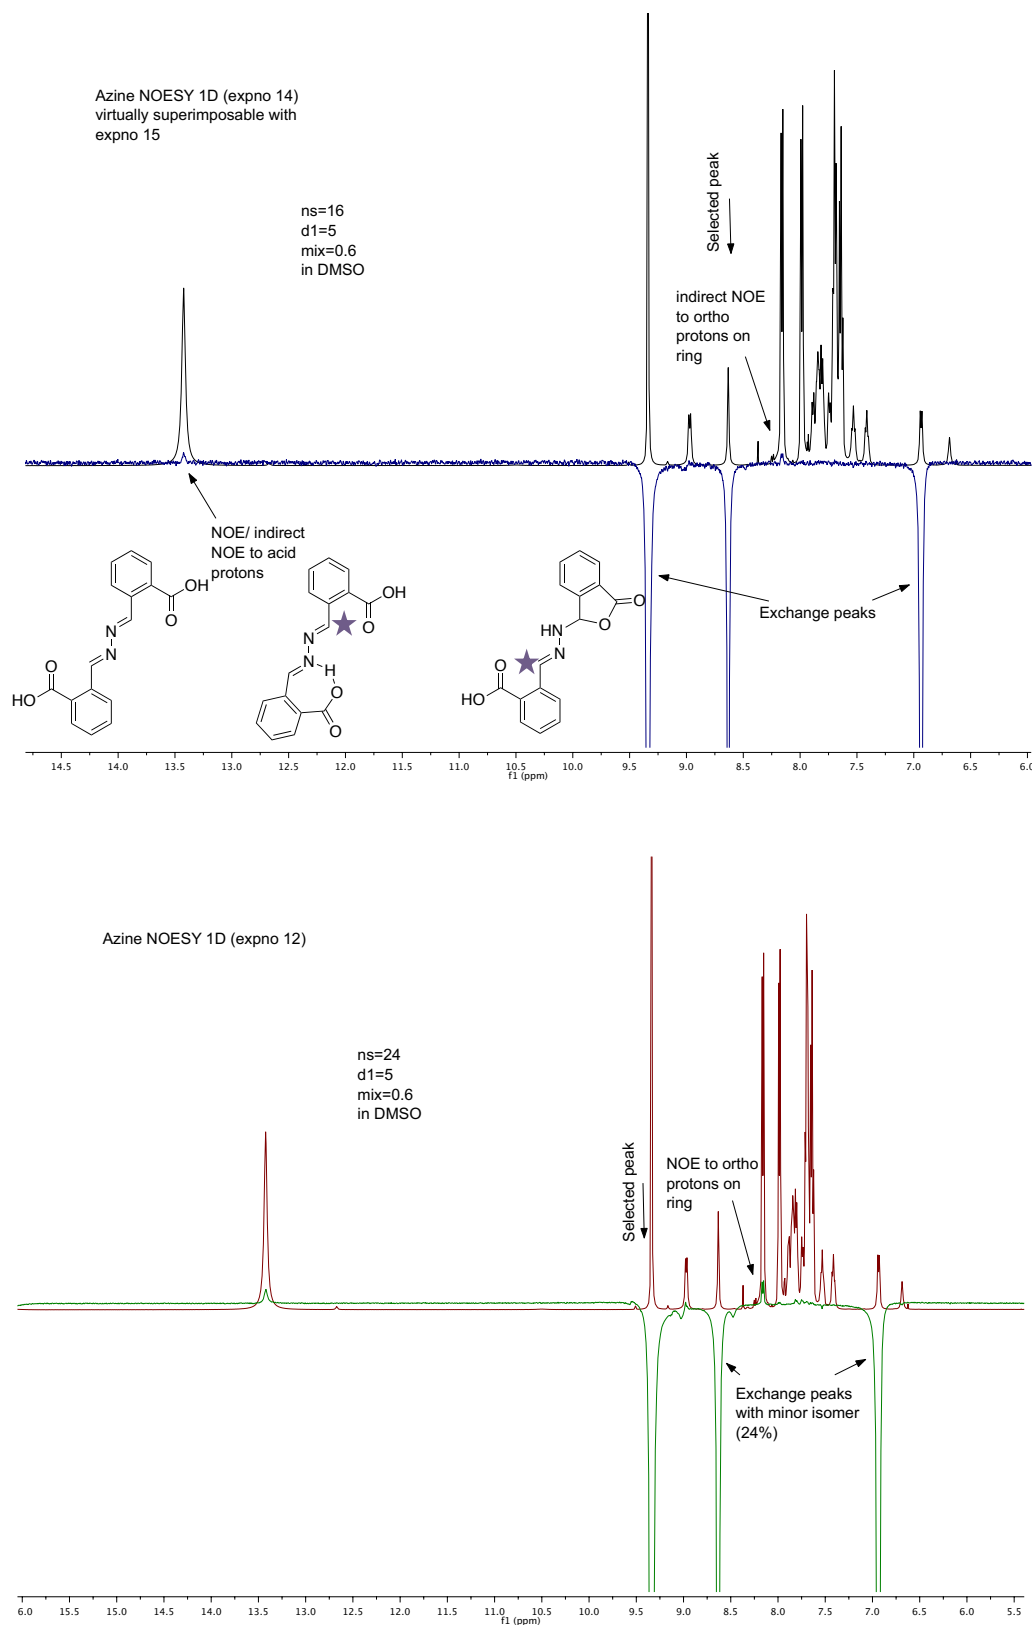 Azine NOESY 1D (expno 14)
virtually superimposable with
expno 15
ns=16
d1=5
mix=0.6
in DMSO
Selected peak
indirect NOE
to ortho
protons on
ring
NOE/ indirect
NOE to acid
protons
Exchange peaks
OH
O
N
N
O
HO
OH
O
N
N
H
O
O
O
O
HN
N
O
HO
14.5 14.0 13.5 13.0 12.5 12.0 11.5 11.0 10.5 10.0 9.5 9.0 8.5 8.0 7.5 7.0 6.5 6.0
f1 (ppm)
Azine NOESY 1D (expno 12)
ns=24
d1=5
mix=0.6
in DMSO
Selected peak
NOE to ortho
protons on
ring
Exchange peaks
with minor isomer
(24%)
6.0 15.5 15.0 14.5 14.0 13.5 13.0 12.5 12.0 11.5 11.0 10.5 10.0 9.5 9.0 8.5 8.0 7.5 7.0 6.5 6.0 5.5
f1 (ppm)